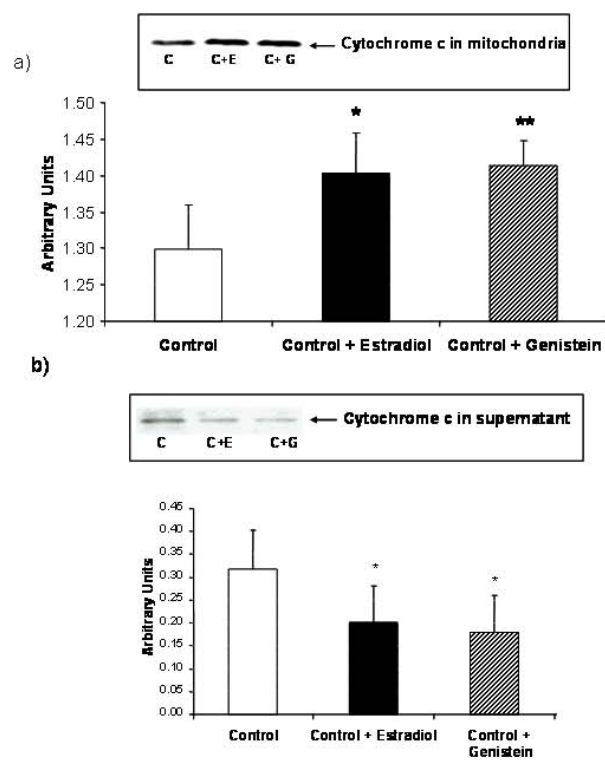 a)
Cytochrome c in mitochondria
C C+E C+ G
1.50
1.45
1.40
1.35
1.30
1.25
1.20
Arbitrary Units
* **
Control Control + Estradiol Control + Genistein
b)
Cytochrome c in supernatant
C C+E C+G
0.45
0.40
0.35
0.30
0.25
0.20
0.15
0.10
0.05
0.00
Arbitrary Units
* *
Control Control + Estradiol Control +
Genistein